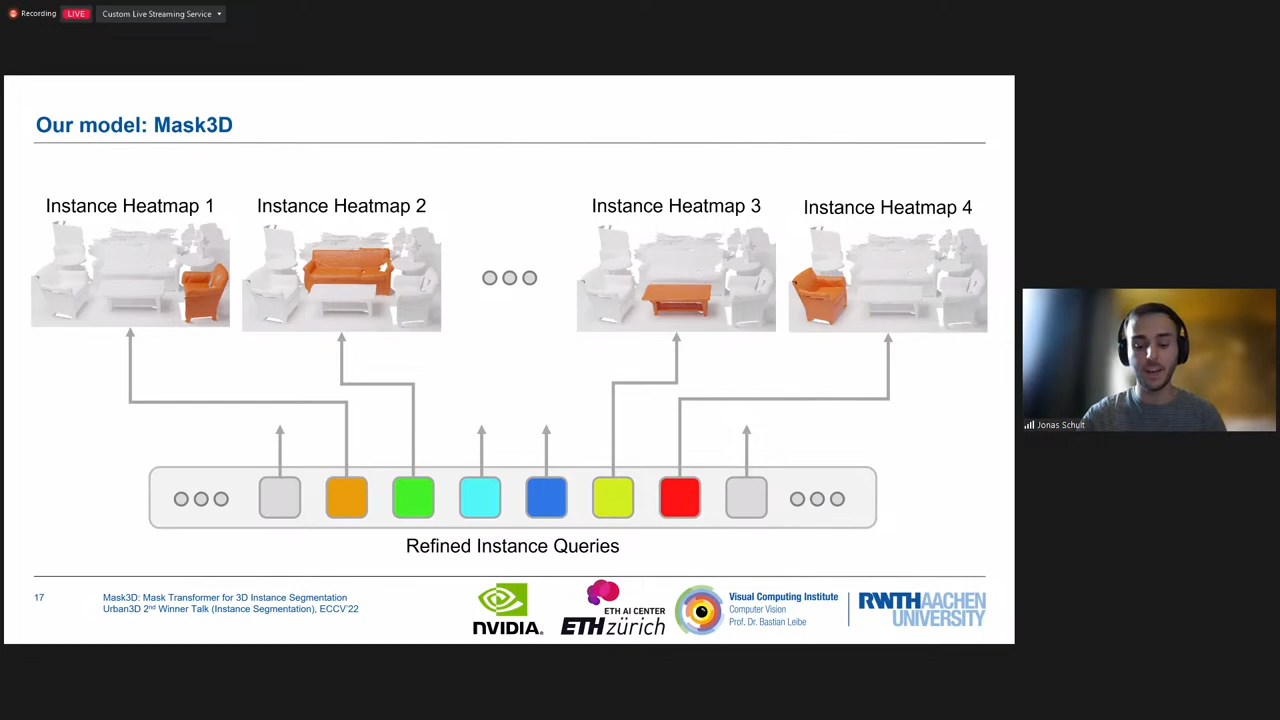 Recording
LIVE
Custom Live Streaming Service
Our model: Mask3D
Instance Heatmap 1
Instance Heatmap 2
Instance Heatmap 3
Instance Heatmap 4
Refined Instance Queries
17
Mask3D: Mask Transformer for 3D Instance Segmentation
Urban3D 2nd Winner Talk (Instance Segmentation), ECCV'22
NVIDIA.
ETH AI CENTER
ETH zürich
Visual Computing Institute
Computer Vision
Prof. Dr. Bastian Leibe
RWTH AACHEN
UNIVERSITY
Jonas Schult